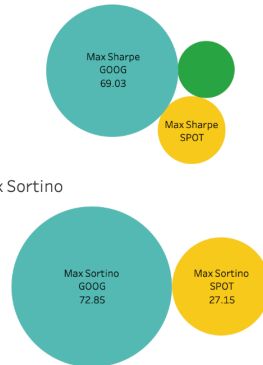 Max Sharpe
GOOG
69.03
Max Sharpe
SPOT
Sortino
Max Sortino
GOOG
72.85
Max Sortino
SPOT
27.15